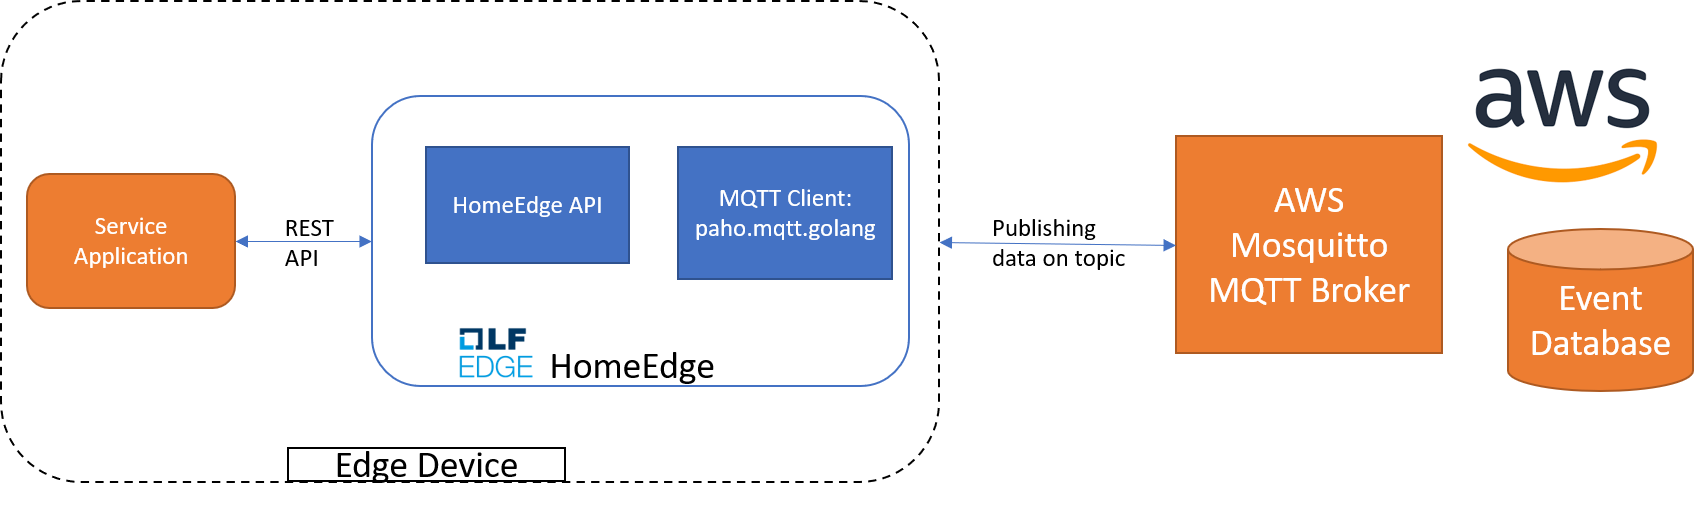 Service
Application
REST
API
HomeEdge API
MQTT Client:
paho.mqtt.golang
LF
EDGE
HomeEdge
Edge Device
Publishing
data on topic
AWS
Mosquitto
MQTT Broker
aws
Event
Database